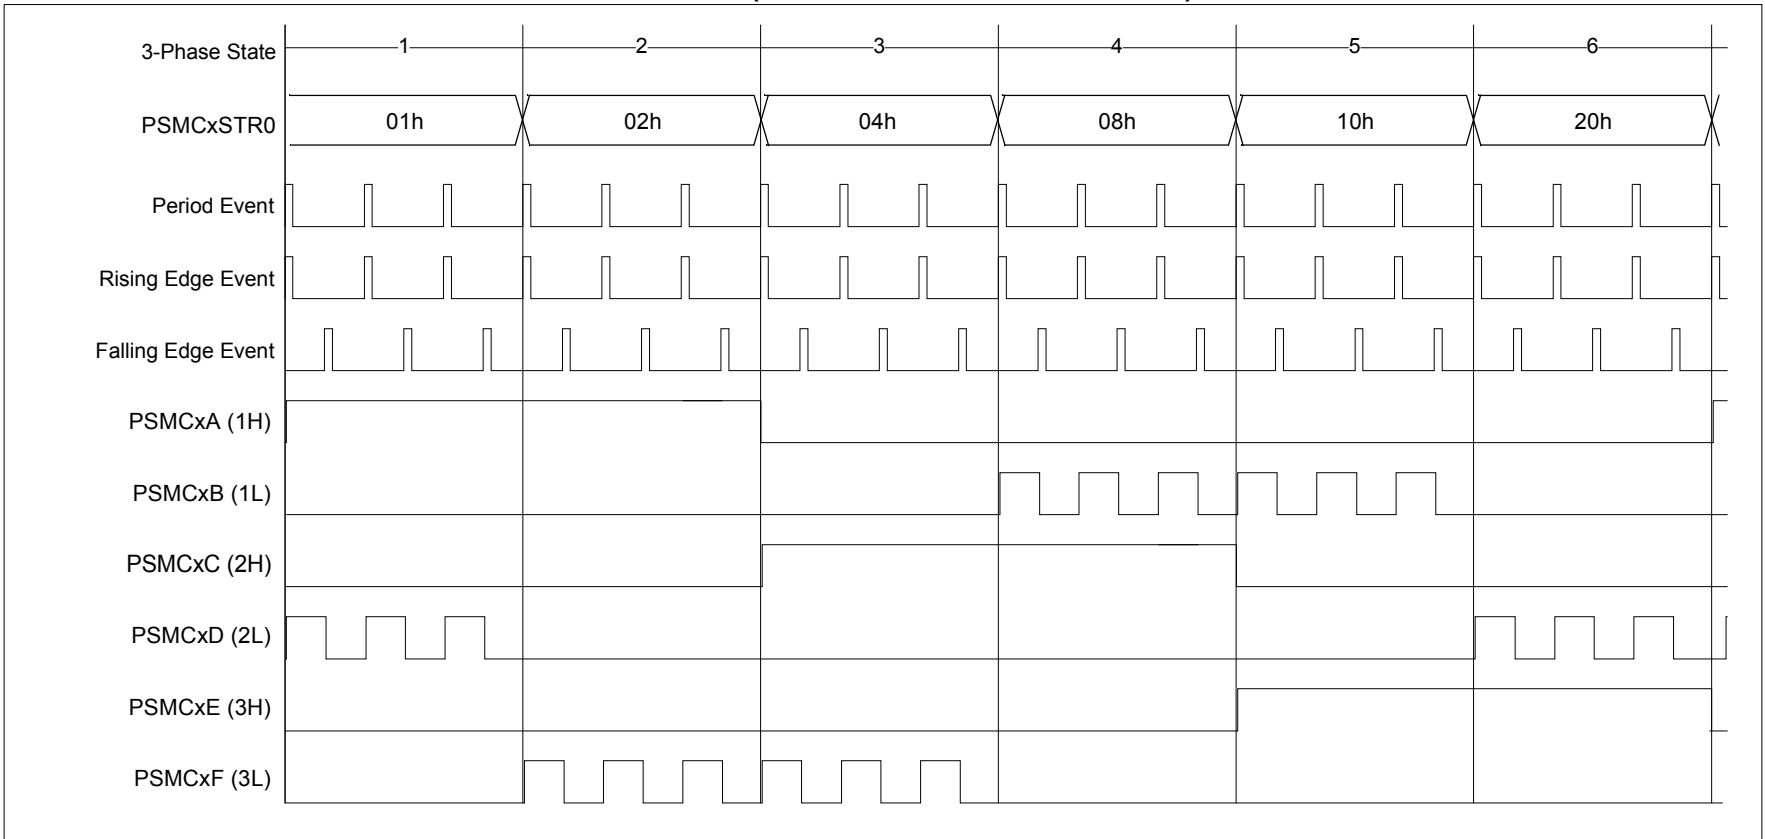 3-Phase State 1 2 3 4 5 6
PSMCxSTR0 01h 02h 04h 08h 10h 20h
Period Event
Rising Edge Event
Falling Edge Event
PSMCxA (1H)
PSMCxB (1L)
PSMCxC (2H)
PSMCxD (2L)
PSMCxE (3H)
PSMCxF (3L)